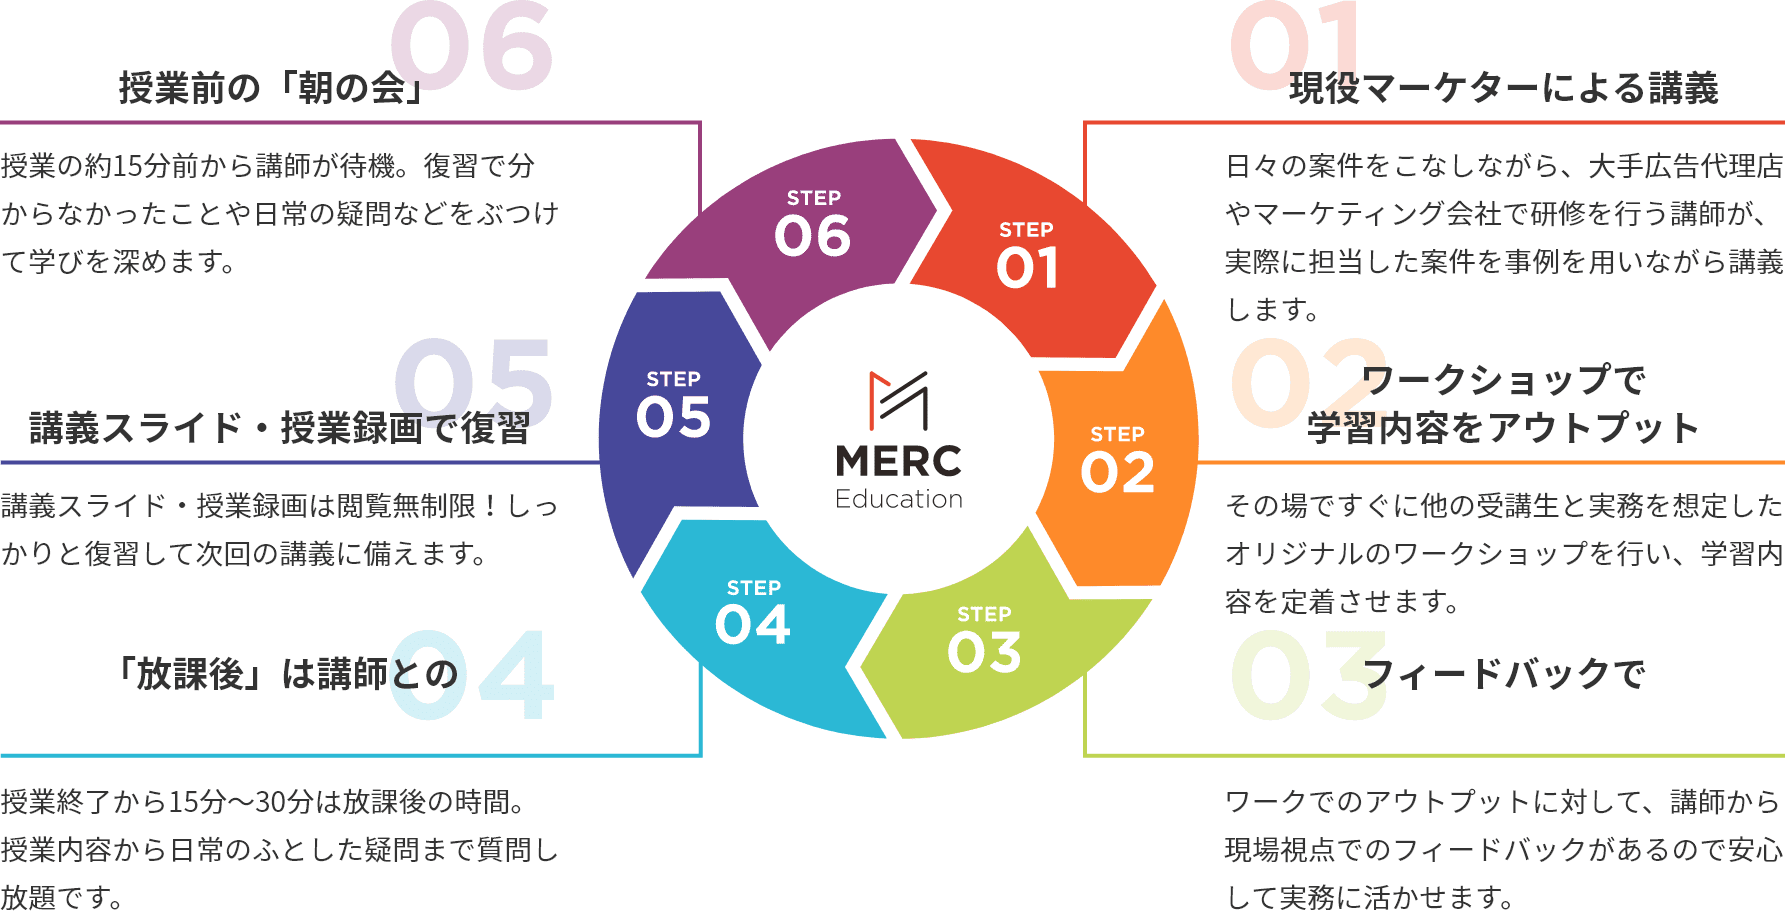 01
現役マーケターによる講義
日々の案件をこなしながら、大手広告代理店
やマーケティング会社で研修を行う講師が、
実際に担当した案件を事例を用いながら講義
します。
02
ワークショップで
学習内容をアウトプット
その場ですぐに他の受講生と実務を想定した
オリジナルのワークショップを行い、学習内
容を定着させます。
03
フィードバックで
ワークでのアウトプットに対して、講師から
現場視点でのフィードバックがあるので安心
して実務に活かせます。
04
「放課後」は講師との
授業終了から15分〜30分は放課後の時間。
授業内容から日常のふとした疑問まで質問し
放題です。
05
講義スライド・授業録画で復習
講義スライド・授業録画は閲覧無制限！しっ
かりと復習して次回の講義に備えます。
06
授業前の「朝の会」
授業の約15分前から講師が待機。復習で分
からなかったことや日常の疑問などをぶつけ
て学びを深めます。
STEP
01
STEP
02
STEP
03
STEP
04
STEP
05
STEP
06
MERC
Education